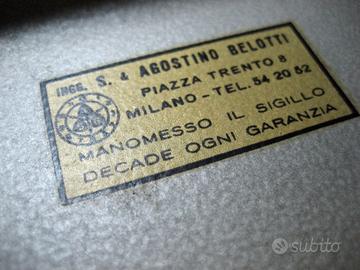 INGG. S. & AGOSTINO BELOTTI
PIAZZA TRENTO 8
MILANO - TEL. 54 20 52
MANOMESSO IL SIGILLO
DECADE OGNI GARANZIA
subito